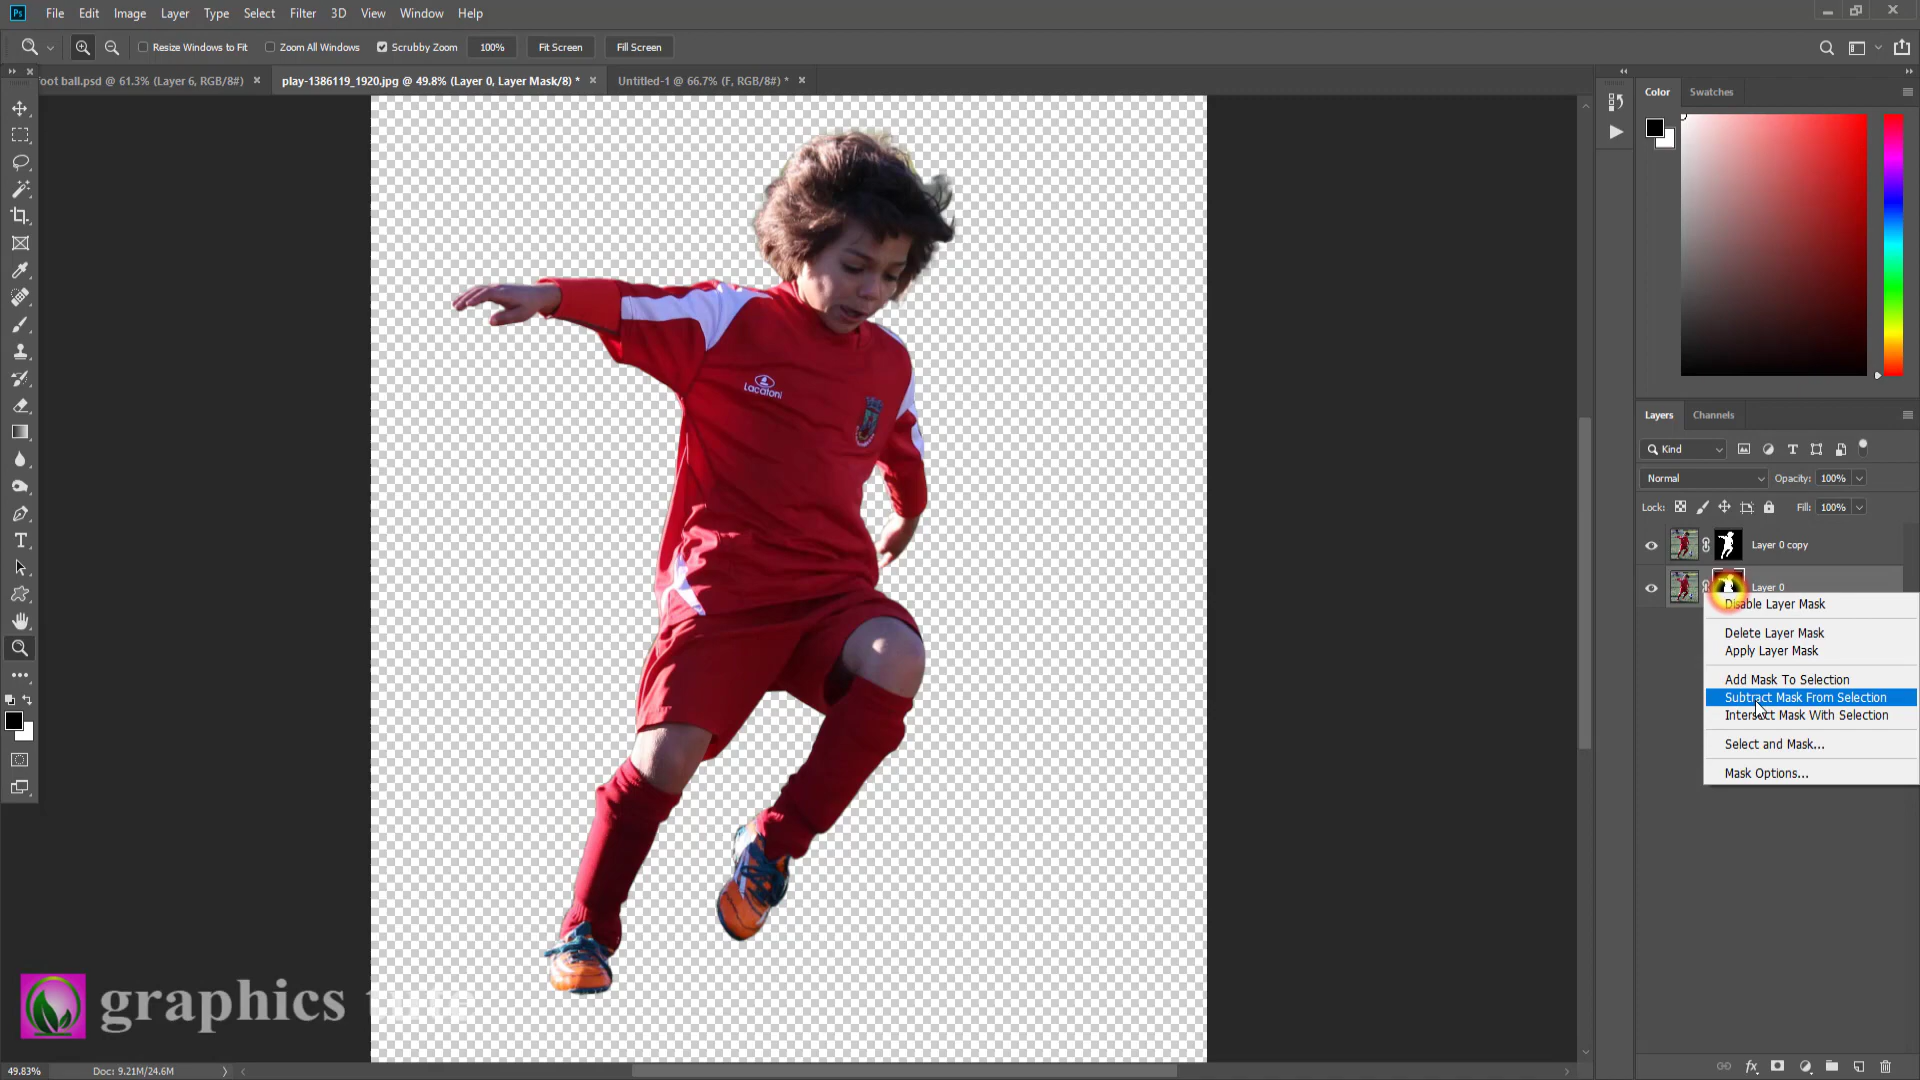 Ps File Edit Image Layer Type Select Filter 3D View Window Help
Resize Windows to Fit Zoom All Windows Scrubby Zoom 100% Fit Screen Fill Screen
oot ball.psd @ 61.3% (Layer 6, RGB/8#) play-1386119_1920.jpg @ 49.8% (Layer 0, Layer Mask/8) * Untitled-1 @ 66.7% (F, RGB/8#) *
Color Swatches
Lacatoni
Layers Channels
Kind
Normal Opacity: 100%
Lock: Fill: 100%
Layer 0 copy
Layer 0
Disable Layer Mask
Delete Layer Mask
Apply Layer Mask
Add Mask To Selection
Subtract Mask From Selection
Intersect Mask With Selection
Select and Mask...
Mask Options...
graphics
49.83% Doc: 9.21M/24.6M